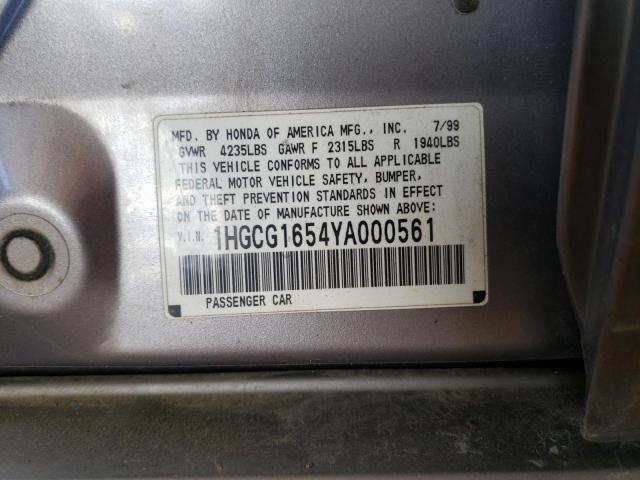 MFD. BY HONDA OF AMERICA MFG., INC. 7/99
GVWR 4235LBS GAWR F 2315LBS R 1940LBS
THIS VEHICLE CONFORMS TO ALL APPLICABLE
FEDERAL MOTOR VEHICLE SAFETY, BUMPER,
AND THEFT PREVENTION STANDARDS IN EFFECT
ON THE DATE OF MANUFACTURE SHOWN ABOVE:
V.I.N. 1HGCG1654YA000561
PASSENGER CAR